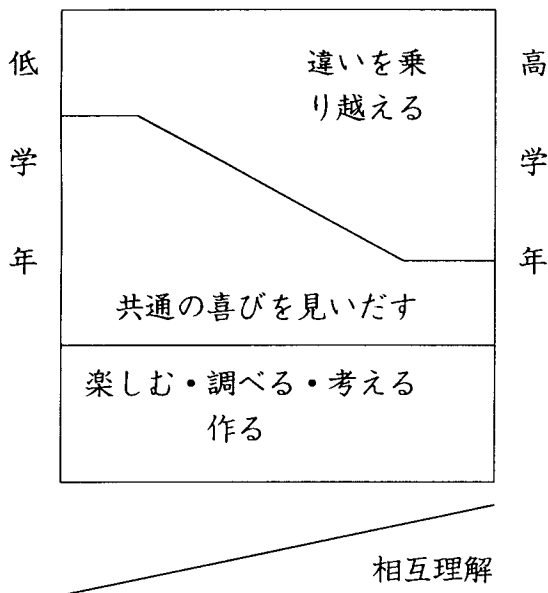 低学年
違いを乗
り越える
高学年
共通の喜びを見いだす
楽しむ・調べる・考える
作る
相互理解